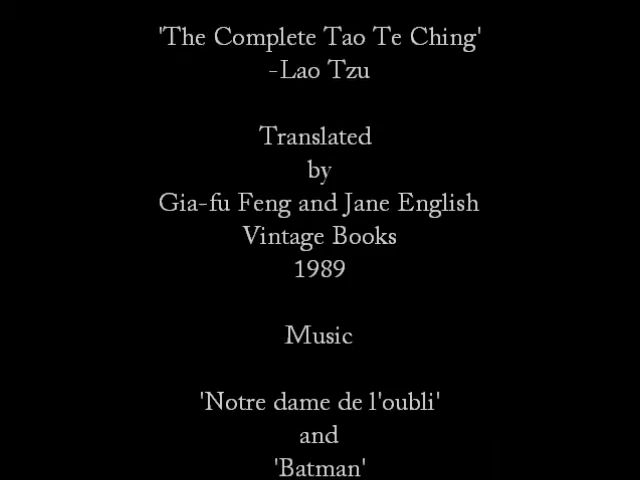 'The Complete Tao Te Ching'
-Lao Tzu
Translated
by
Gia-fu Feng and Jane English
Vintage Books
1989
Music
'Notre dame de l'oubli'
and
'Batman'